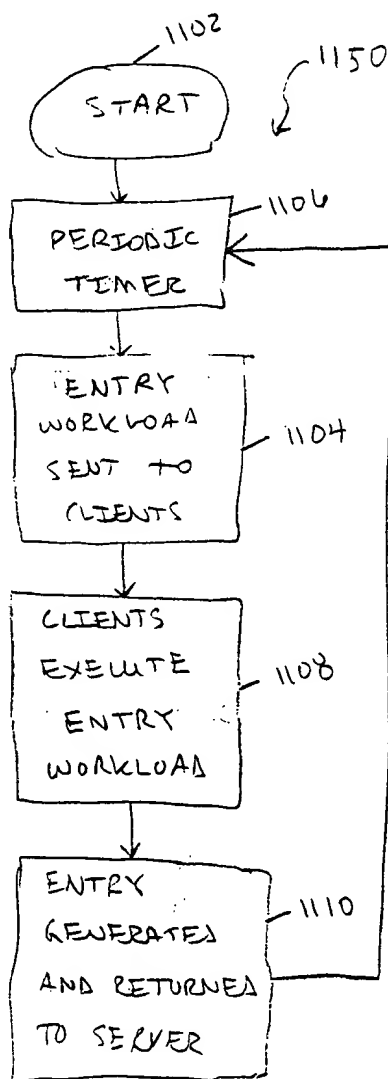 1102
1150
START
1106
PERIODIC
TIMER
ENTRY
WORKLOAD
SENT TO
CLIENTS
1104
CLIENTS
EXECUTE
ENTRY
WORKLOAD
1108
ENTRY
GENERATES
AND RETURNED
TO SERVER
1110